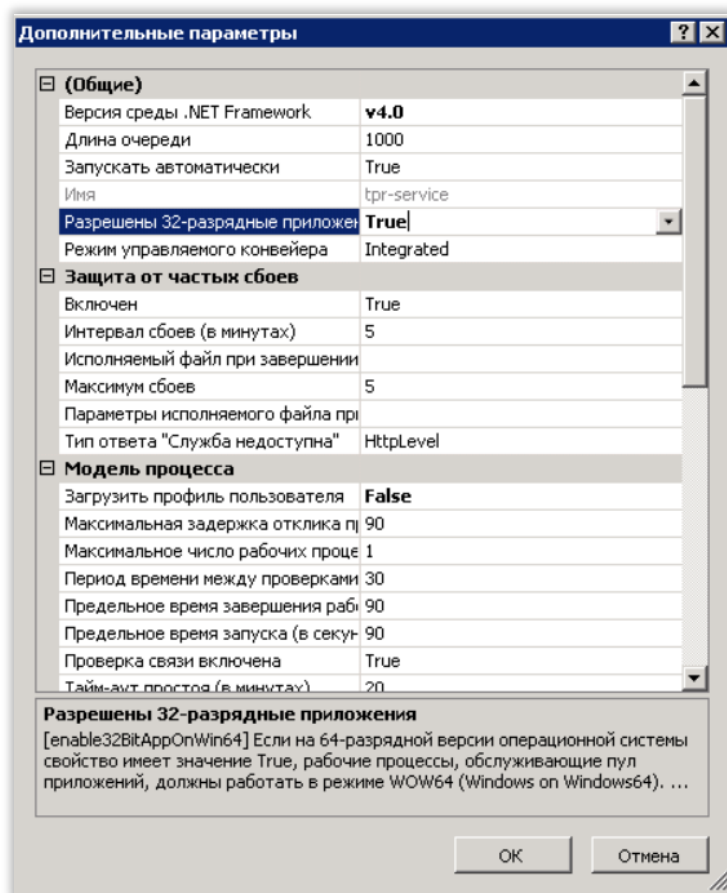 Дополнительные параметры
(Общие)
Версия среды .NET Framework v4.0
Длина очереди 1000
Запускать автоматически True
Имя tpr-service
Разрешены 32-разрядные приложен True
Режим управляемого конвейера Integrated
Защита от частых сбоев
Включен True
Интервал сбоев (в минутах) 5
Исполняемый файл при завершении
Максимум сбоев 5
Параметры исполняемого файла при
Тип ответа "Служба недоступна" HttpLevel
Модель процесса
Загрузить профиль пользователя False
Максимальная задержка отклика п 90
Максимальное число рабочих проце 1
Период времени между проверками 30
Предельное время завершения раб 90
Предельное время запуска (в секун 90
Проверка связи включена True
Тайм-аут простоя (в минутах) 20
Разрешены 32-разрядные приложения
[enable32BitAppOnWin64] Если на 64-разрядной версии операционной системы
свойство имеет значение True, рабочие процессы, обслуживающие пул
приложений, должны работать в режиме WOW64 (Windows on Windows64). ...
ОК Отмена